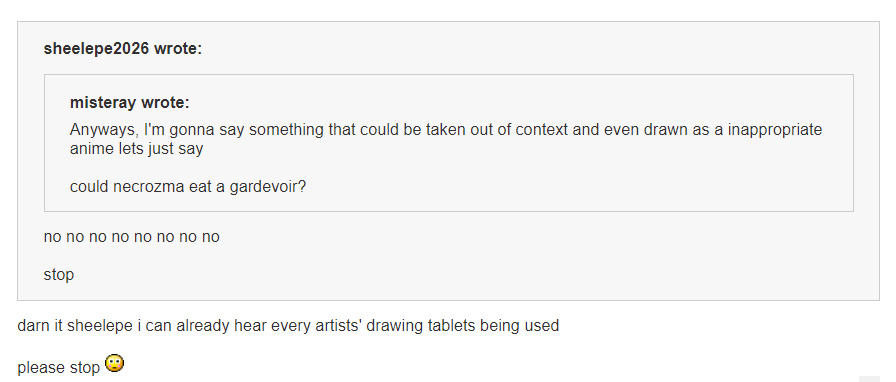 sheelepe2026 wrote:
misteray wrote:
Anyways, I'm gonna say something that could be taken out of context and even drawn as a inappropriate
anime lets just say
could necrozma eat a gardevoir?
no no no no no no no no
stop
darn it sheelepe i can already hear every artists' drawing tablets being used
please stop